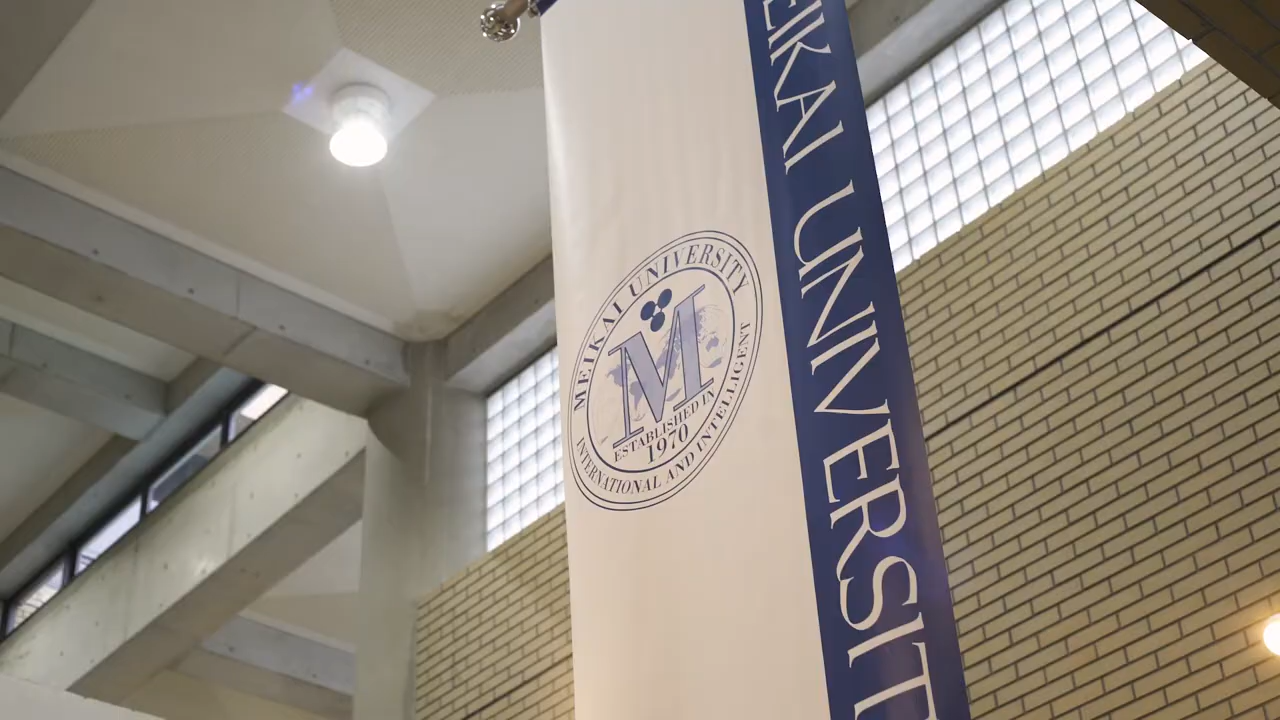 MEIKAI UNIVERSITY
M
ESTABLISHED IN
1970
INTERNATIONAL AND INTELLIGENT
EIKAI UNIVERSIT